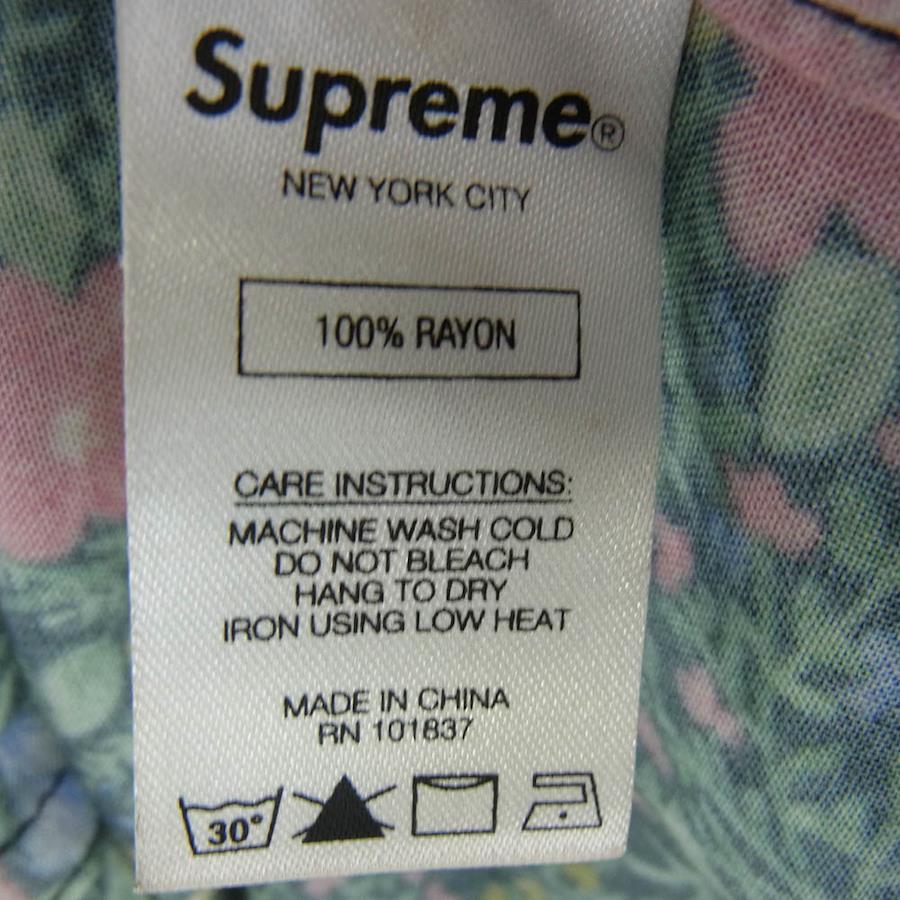 Supreme®
NEW YORK CITY
100% RAYON
CARE INSTRUCTIONS:
MACHINE WASH COLD
DO NOT BLEACH
HANG TO DRY
IRON USING LOW HEAT
MADE IN CHINA
RN 101837
30°